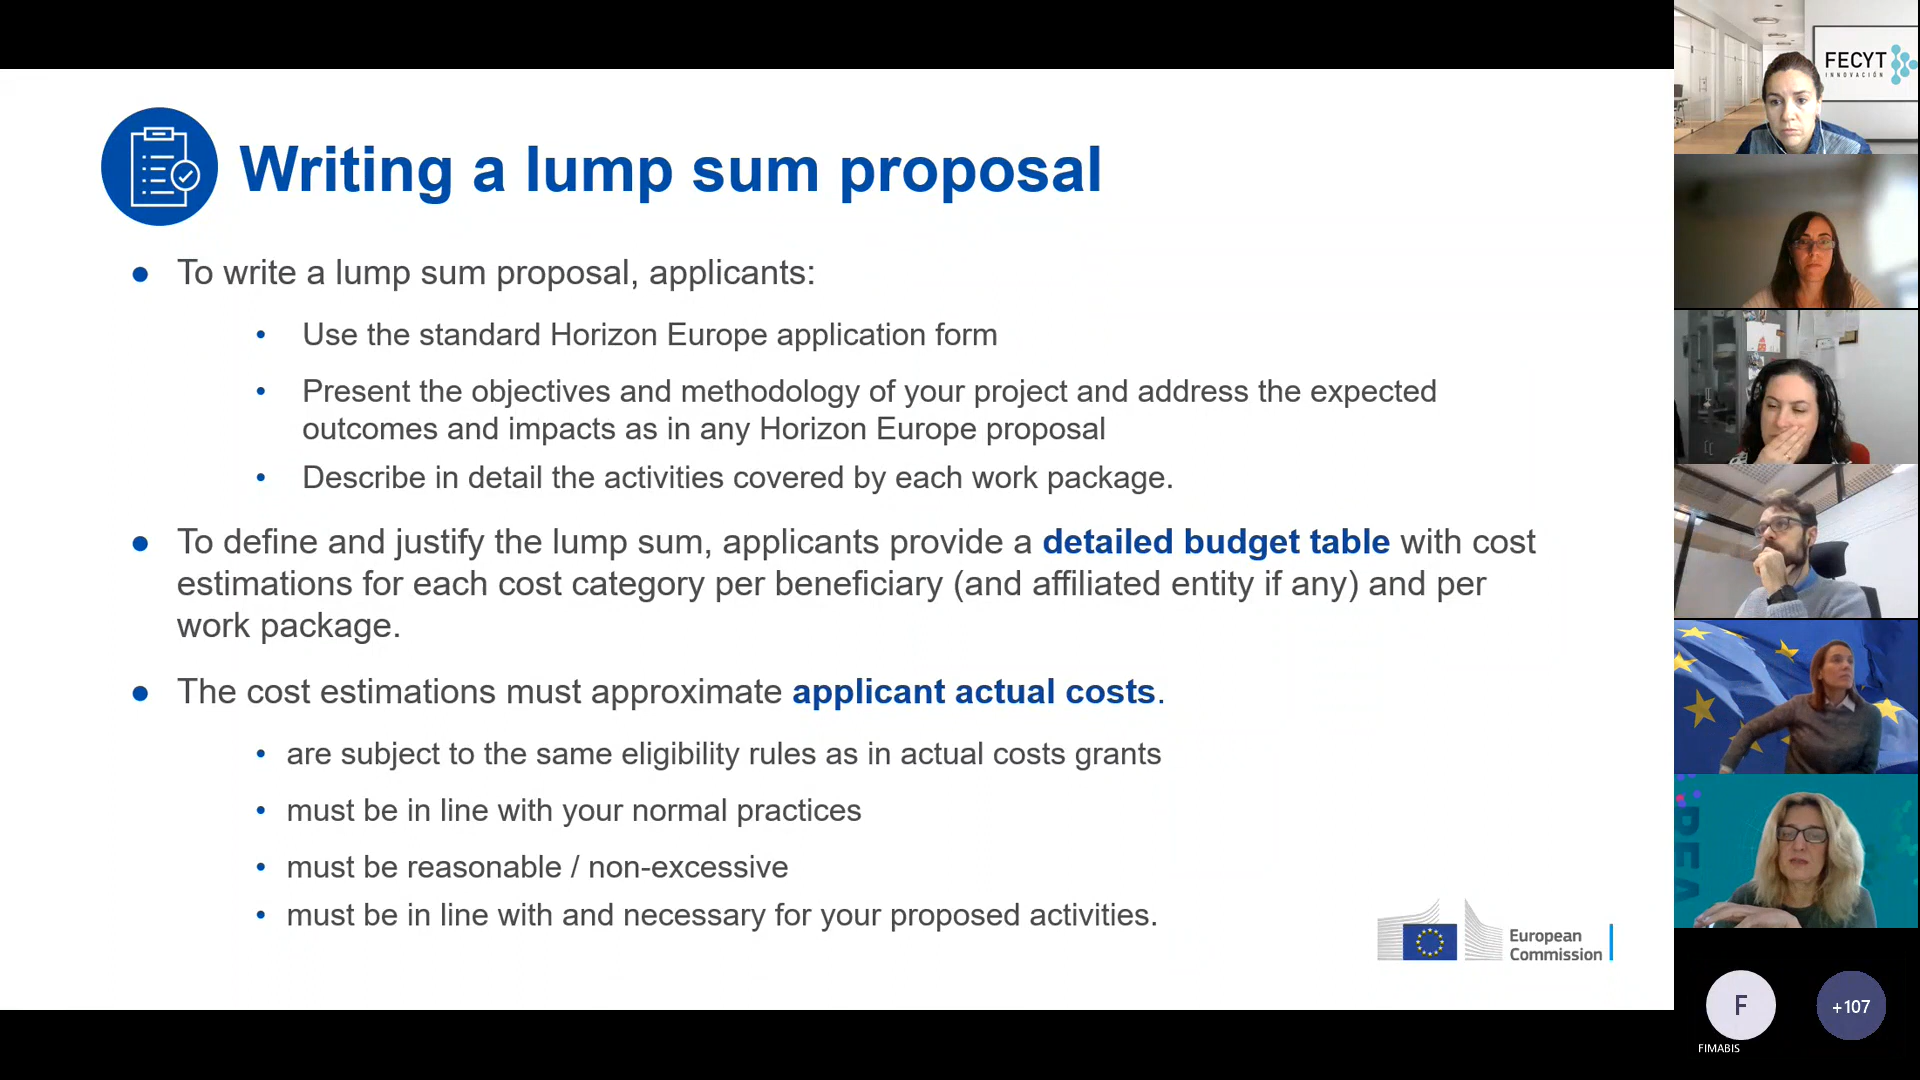 Writing a lump sum proposal
To write a lump sum proposal, applicants:
Use the standard Horizon Europe application form
Present the objectives and methodology of your project and address the expected
outcomes and impacts as in any Horizon Europe proposal
Describe in detail the activities covered by each work package.
To define and justify the lump sum, applicants provide a detailed budget table with cost
estimations for each cost category per beneficiary (and affiliated entity if any) and per
work package.
The cost estimations must approximate applicant actual costs.
are subject to the same eligibility rules as in actual costs grants
must be in line with your normal practices
must be reasonable / non-excessive
must be in line with and necessary for your proposed activities.
European
Commission
FECYT
INNOVACIÓN
REA
F
FIMABIS
+107